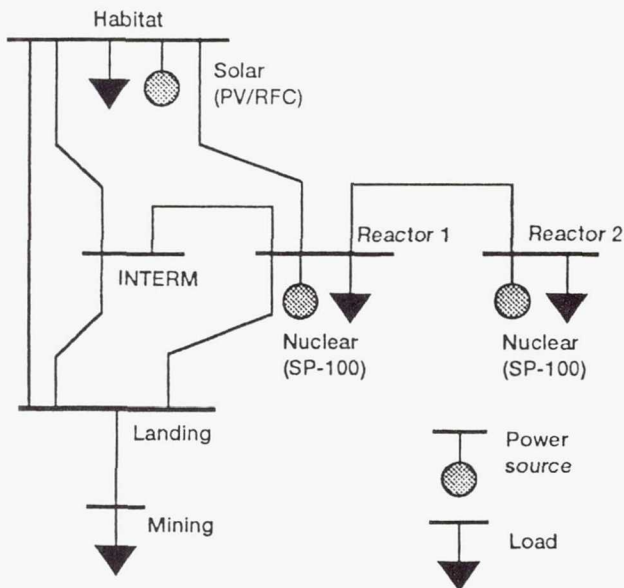 Habitat
Solar
(PV/RFC)
Reactor 1
Reactor 2
INTERM
Nuclear
(SP-100)
Nuclear
(SP-100)
Landing
Power
source
Mining
Load